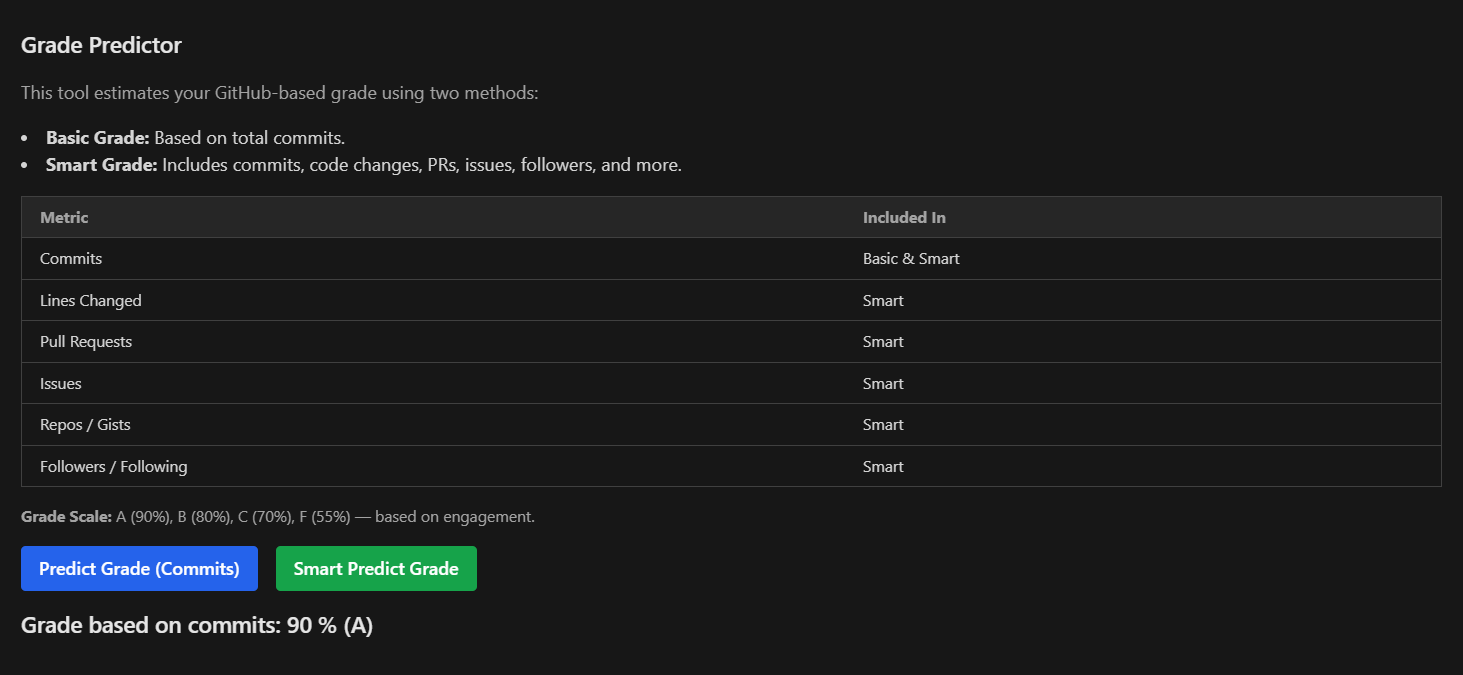 Grade Predictor
This tool estimates your GitHub-based grade using two methods:
• Basic Grade: Based on total commits.
• Smart Grade: Includes commits, code changes, PRs, issues, followers, and more.
Metric Included In
Commits Basic & Smart
Lines Changed Smart
Pull Requests Smart
Issues Smart
Repos / Gists Smart
Followers / Following Smart
Grade Scale: A (90%), B (80%), C (70%), F (55%) — based on engagement.
Predict Grade (Commits) Smart Predict Grade
Grade based on commits: 90 % (A)